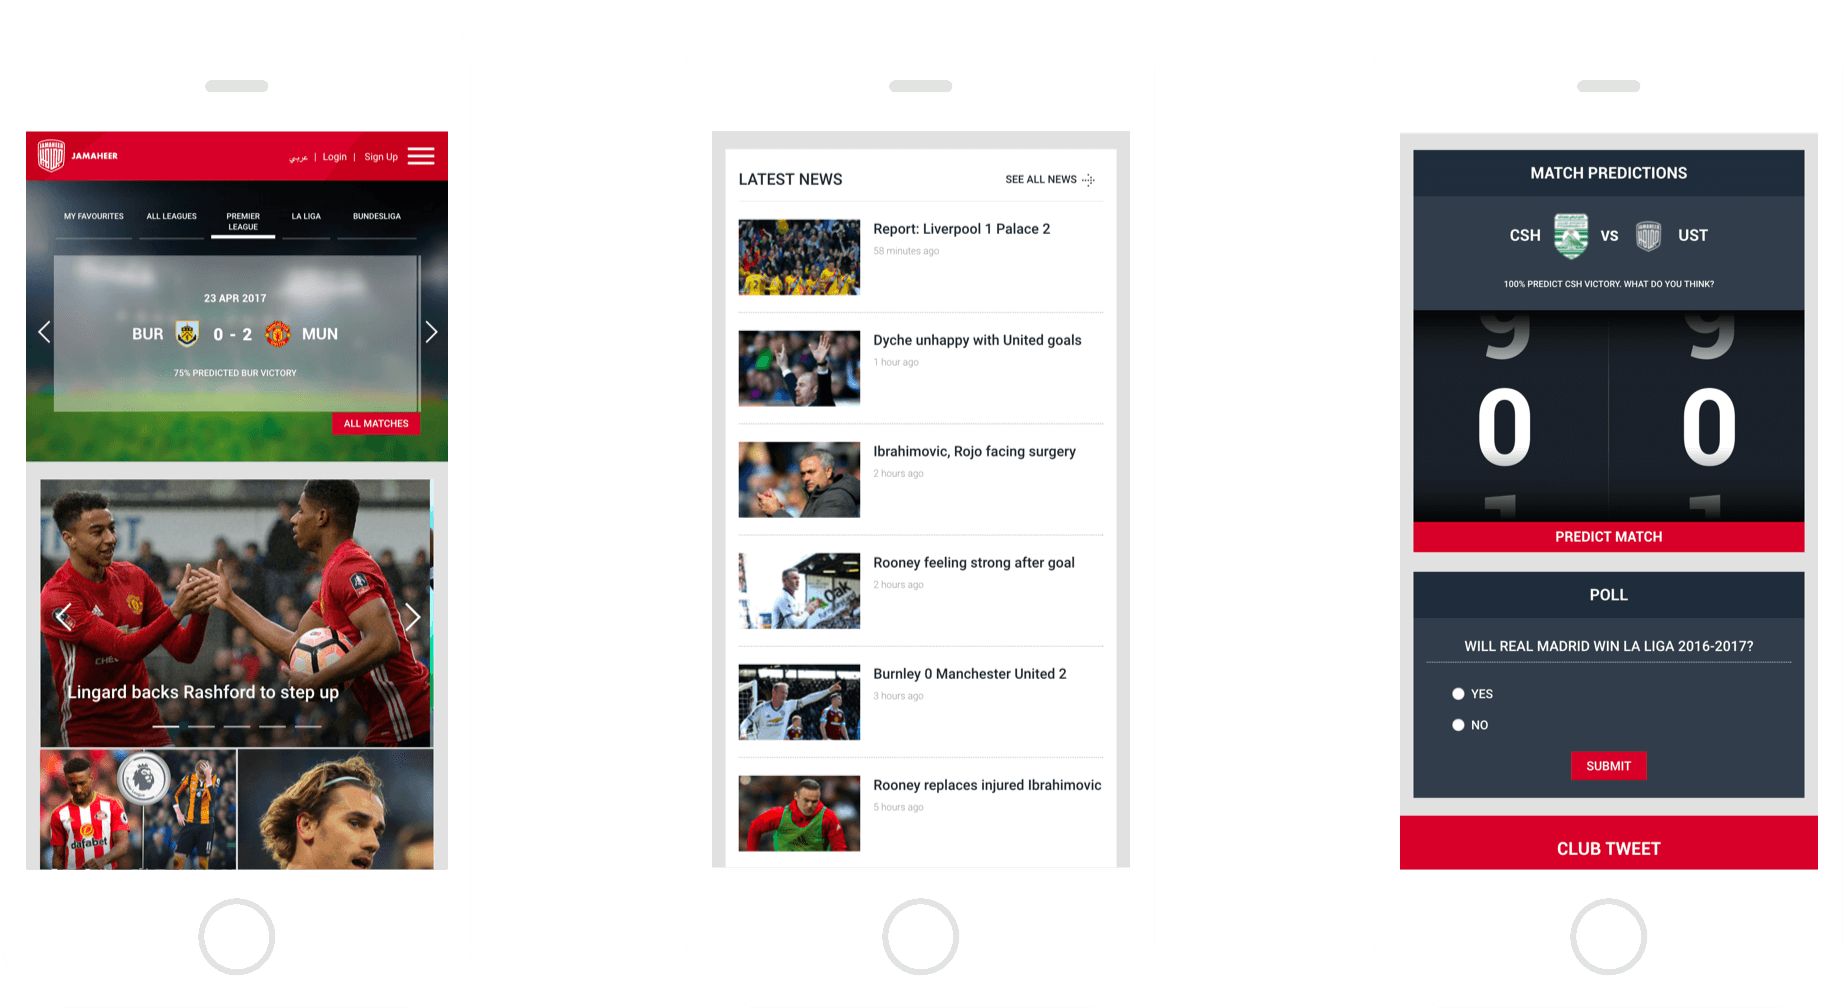 JAMAHEER
عربي | Login | Sign Up
MY FAVOURITES
ALL LEAGUES
PREMIER
LEAGUE
LA LIGA
BUNDESLIGA
23 APR 2017
BUR 0 - 2 MUN
75% PREDICTED BUR VICTORY
ALL MATCHES
Lingard backs Rashford to step up
dafabet
LATEST NEWS
SEE ALL NEWS
Report: Liverpool 1 Palace 2
58 minutes ago
Dyche unhappy with United goals
1 hour ago
Ibrahimovic, Rojo facing surgery
2 hours ago
Rooney feeling strong after goal
2 hours ago
Oak
Burnley 0 Manchester United 2
3 hours ago
Rooney replaces injured Ibrahimovic
5 hours ago
MATCH PREDICTIONS
CSH VS UST
100% PREDICT CSH VICTORY. WHAT DO YOU THINK?
9 9
0 0
1 1
PREDICT MATCH
POLL
WILL REAL MADRID WIN LA LIGA 2016-2017?
YES
NO
SUBMIT
CLUB TWEET